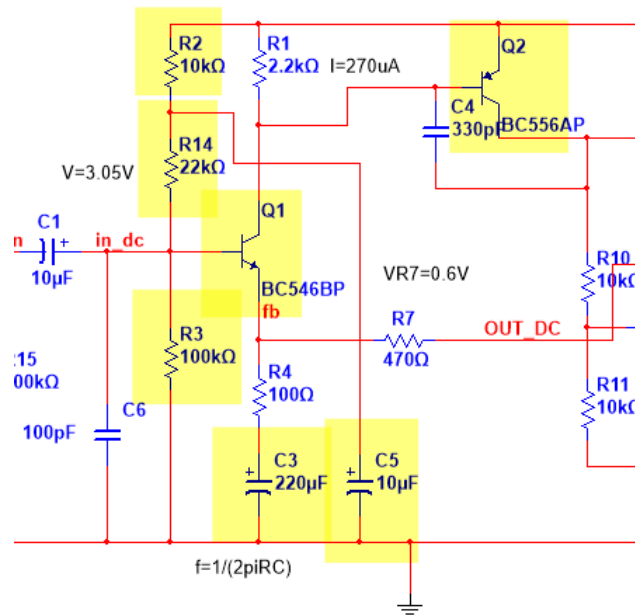 R2
10kΩ
R1
2.2kΩ
I=270uA
Q2
C4
330pF
BC556AP
R14
22kΩ
V=3.05V
Q1
C1
in_dc
n
10µF
BC546BP
VR7=0.6V
R10
10kΩ
fb
R7
OUT_DC
470Ω
R3
100kΩ
R4
100Ω
15
00kΩ
R11
10kΩ
C6
100pF
C3
220µF
C5
10µF
f=1/(2piRC)